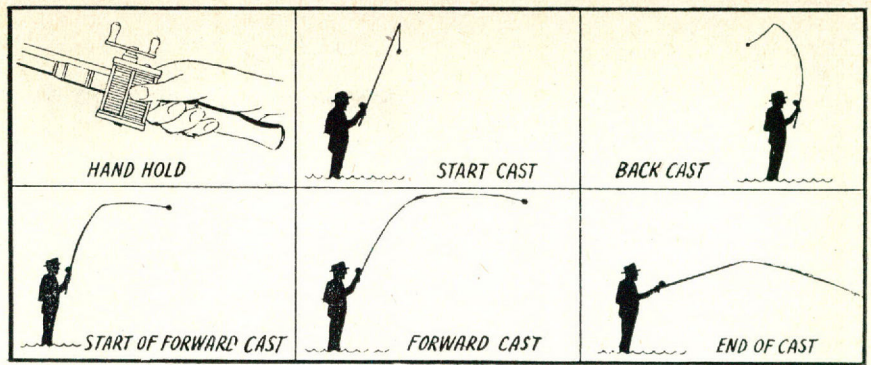 HAND HOLD
START CAST
BACK CAST
START OF FORWARD CAST
FORWARD CAST
END OF CAST